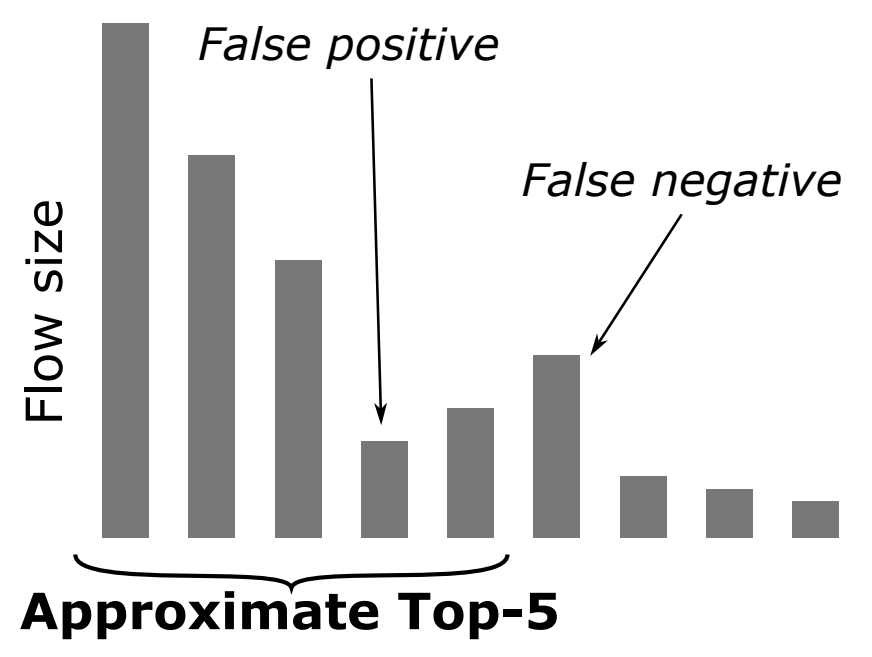 False positive
False negative
Flow size
Approximate Top-5